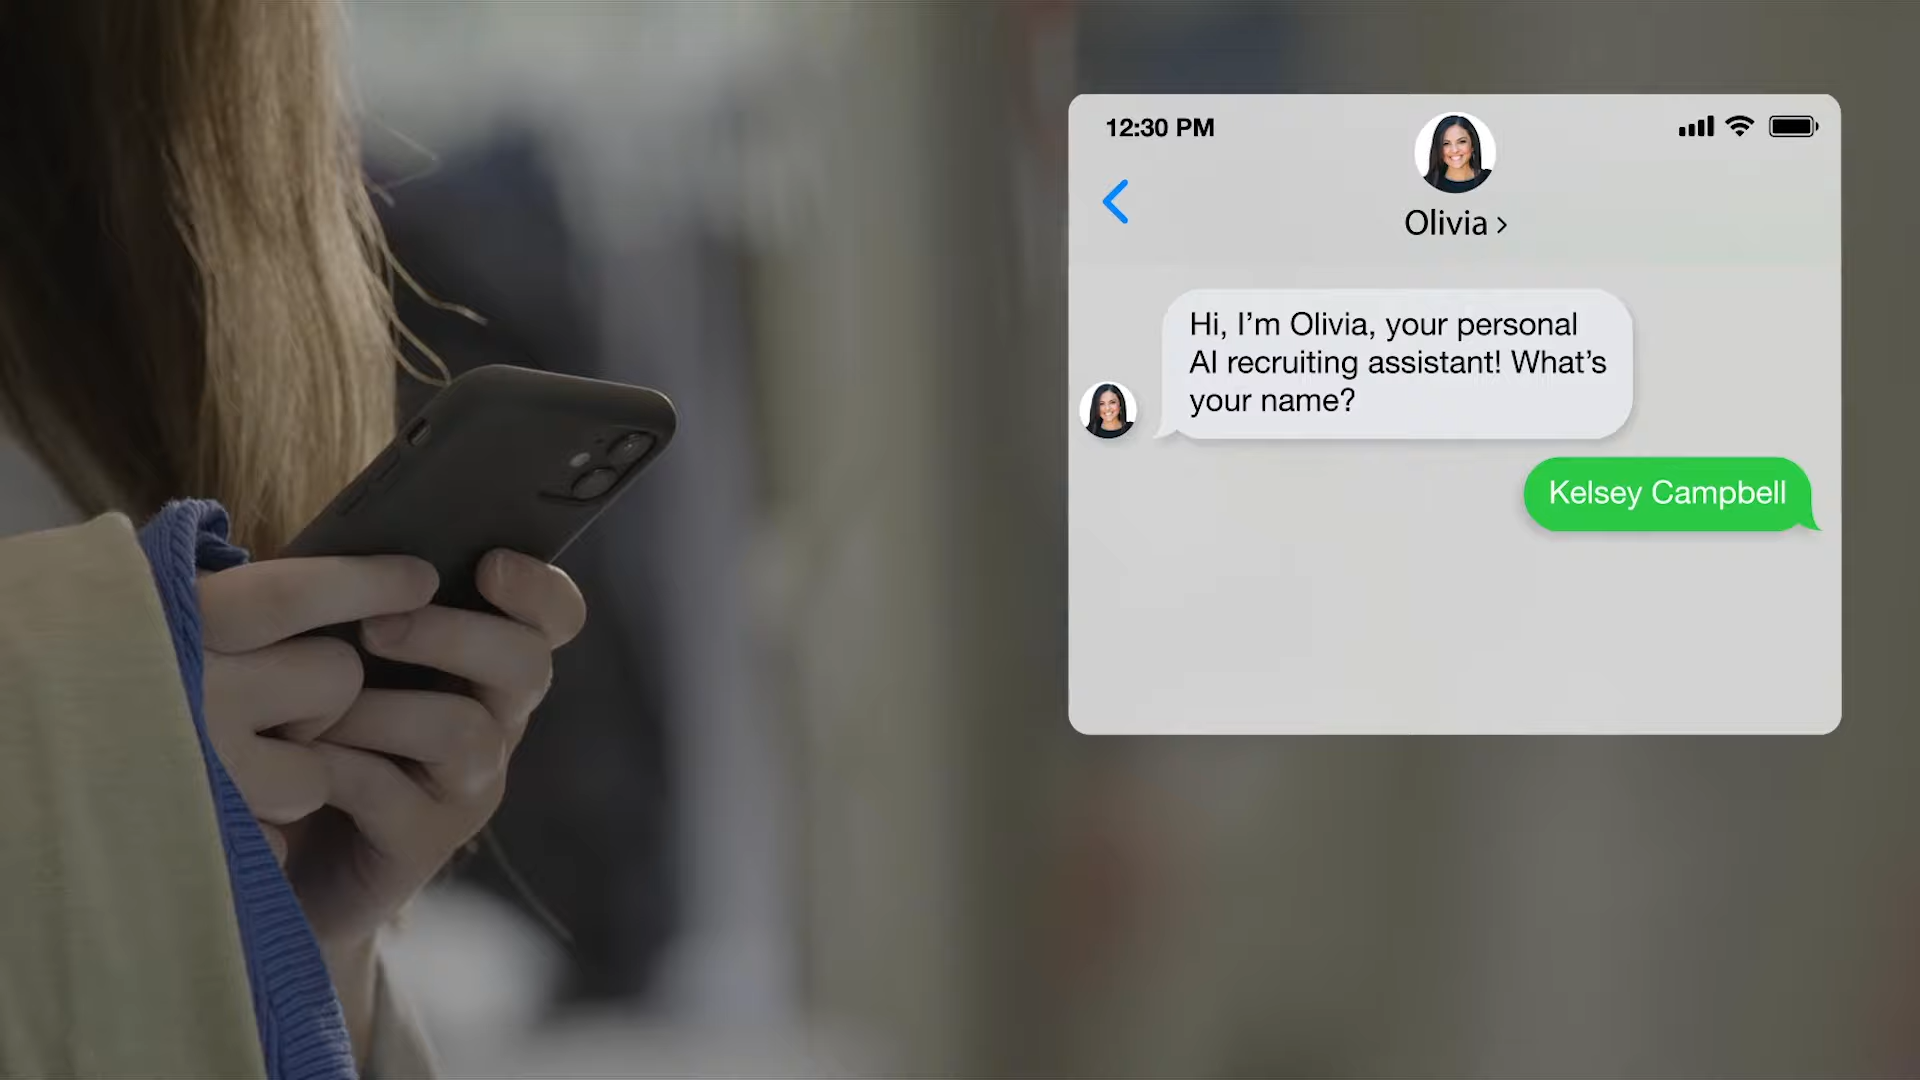 12:30 PM
Olivia
Hi, I’m Olivia, your personal
AI recruiting assistant! What’s
your name?
Kelsey Campbell